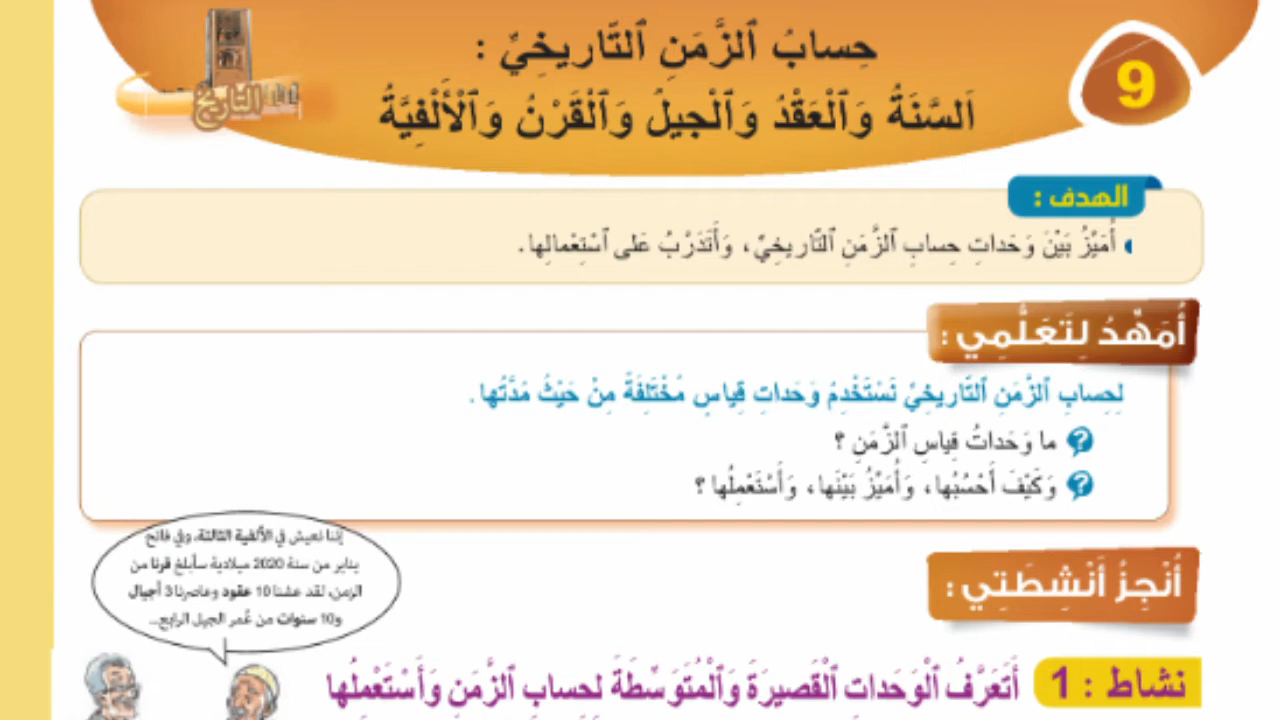 حِسابُ ٱلزَّمَنِ ٱلتّاريخِيِّ :
9
اَلسَّنَةُ وَٱلْعَقْدُ وَٱلْجيلُ وَٱلْقَرْنُ وَٱلْأَلْفِيَّةُ
التاريخ
الهدف :
أُمَيِّزُ بَيْنَ وَحَداتِ حِسابِ ٱلزَّمَنِ ٱلتّاريخِيِّ، وَأَتَدَرَّبُ عَلى ٱسْتِعْمالِها.
أُمَهِّدُ لِتَعَلُّمِي :
لِحِسابِ ٱلزَّمَنِ ٱلتّاريخِيِّ نَسْتَخْدِمُ وَحَداتِ قِياسٍ مُخْتَلِفَةً مِنْ حَيْثُ مُدَّتُها.
ما وَحَداتُ قِياسِ ٱلزَّمَنِ ؟
وَكَيْفَ أَحْسُبُها، وَأُمَيِّزُ بَيْنَها، وَأَسْتَعْمِلُها ؟
إننا نعيش في الألفية الثالثة، وفي فاتح
يناير من سنة 2020 ميلادية سأبلغ قرنا من
الزمن، لقد عشنا 10 عقود وعاصرنا 3 أجيال
و10 سنوات من عُمر الجيل الرابع...
أُنْجِزُ أَنْشِطَتِي :
نشاط : 1 أَتَعَرَّفُ ٱلْوَحَداتِ ٱلْقَصيرَةَ وَٱلْمُتَوَسِّطَةَ لِحِسابِ ٱلزَّمَنِ وَأَسْتَعْمِلُها